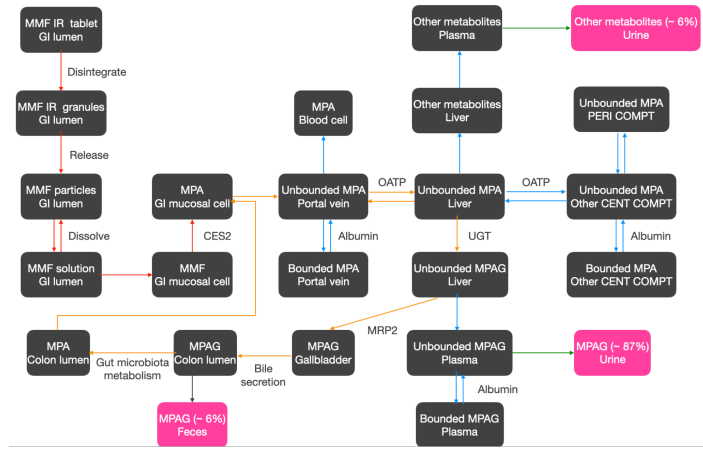 MMF IR tablet
GI lumen
Disintegrate
MMF IR granules
GI lumen
Release
MMF particles
GI lumen
Dissolve
MMF solution
GI lumen
MMF
GI mucosal cell
CES2
MPA
GI mucosal cell
MPA
Blood cell
Unbounded MPA
Portal vein
Albumin
Bounded MPA
Portal vein
OATP
Other metabolites
Plasma
Other metabolites (~ 6%)
Urine
Other metabolites
Liver
Unbounded MPA
Liver
OATP
Unbounded MPA
PERI COMPT
Unbounded MPA
Other CENT COMPT
Albumin
Bounded MPA
Other CENT COMPT
UGT
Unbounded MPAG
Liver
MRP2
MPAG
Gallbladder
Bile
secretion
MPAG
Colon lumen
Gut microbiota
metabolism
MPA
Colon lumen
MPAG (~ 6%)
Feces
Unbounded MPAG
Plasma
MPAG (~ 87%)
Urine
Albumin
Bounded MPAG
Plasma